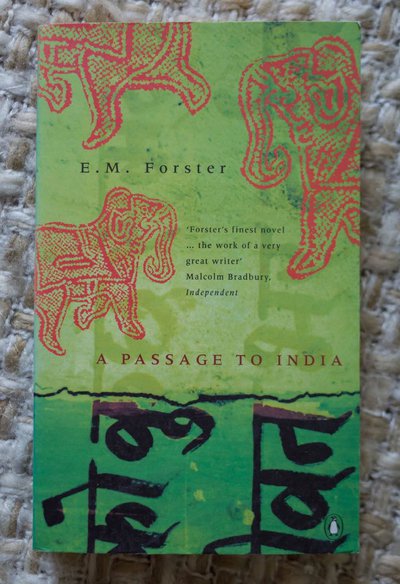 E.M. Forster
'Forster's finest novel
... the work of a very
great writer'
Malcolm Bradbury,
Independent
A PASSAGE TO INDIA